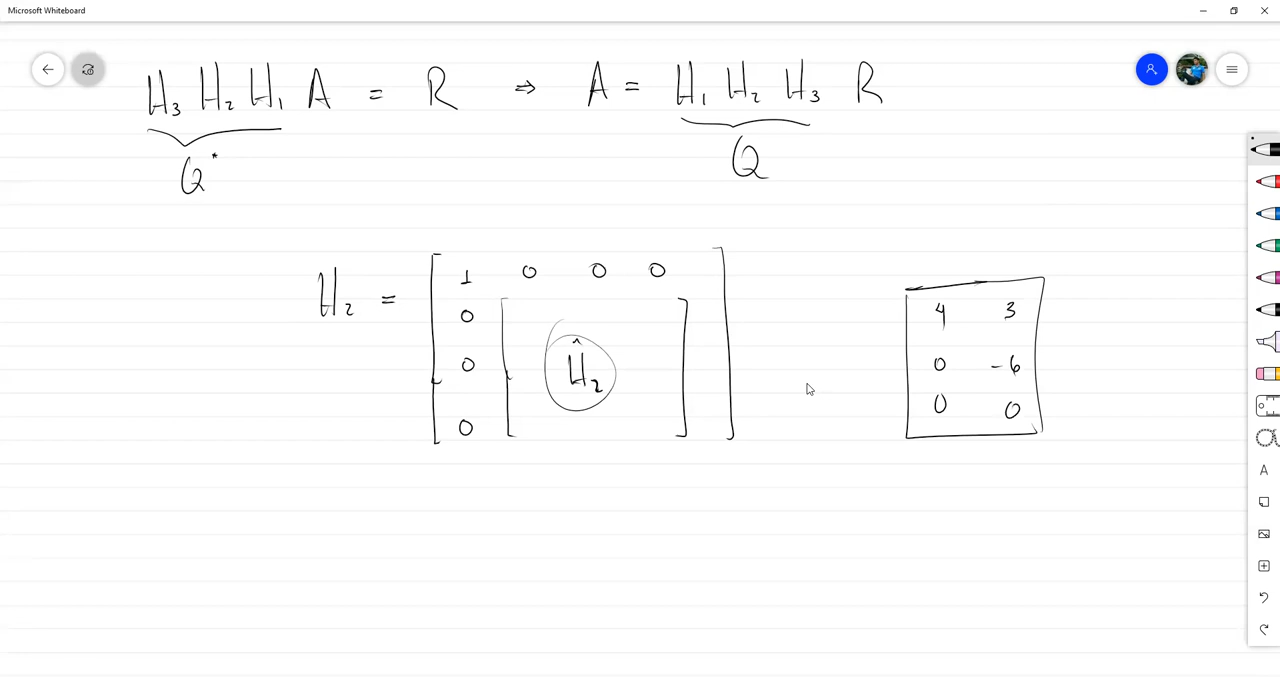 Microsoft Whiteboard
H₃ H₂ H₁ A = R ⇒ A = H₁ H₂ H₃ R
Q* Q
H₂ = [ 1 0 0 0
0
0 Ĥ₂
0 ]
4 3
0 -6
0 0
A